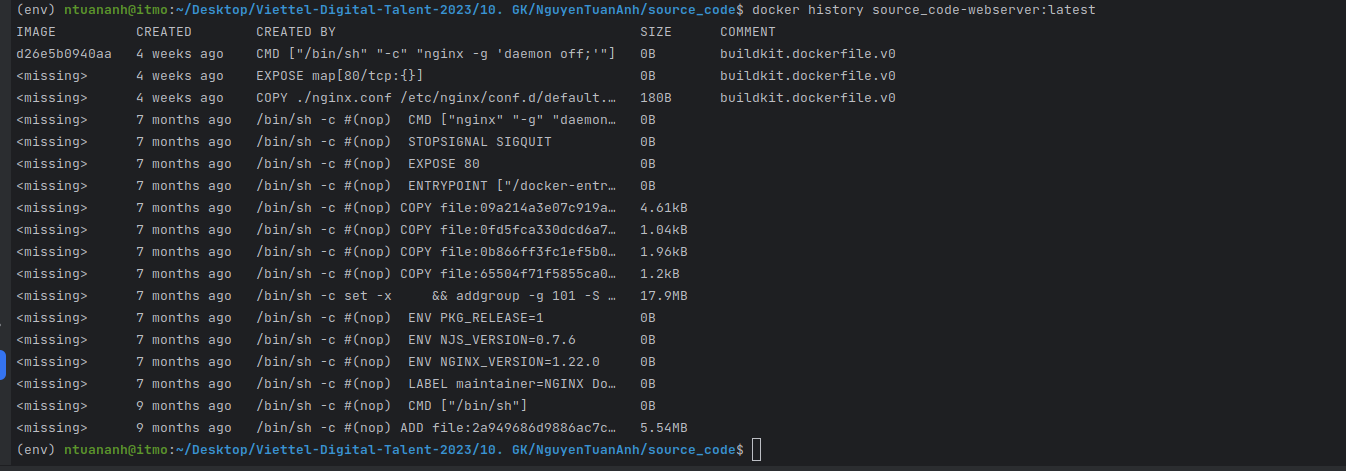 (env) ntuananh@itmo:~/Desktop/Viettel-Digital-Talent-2023/10. GK/NguyenTuanAnh/source_code$ docker history source_code-webserver:latest
IMAGE CREATED CREATED BY SIZE COMMENT
d26e5b0940aa 4 weeks ago CMD ["/bin/sh" "-c" "nginx -g 'daemon off;'"] 0B buildkit.dockerfile.v0
<missing> 4 weeks ago EXPOSE map[80/tcp:{}] 0B buildkit.dockerfile.v0
<missing> 4 weeks ago COPY ./nginx.conf /etc/nginx/conf.d/default.… 180B buildkit.dockerfile.v0
<missing> 7 months ago /bin/sh -c #(nop) CMD ["nginx" "-g" "daemon… 0B
<missing> 7 months ago /bin/sh -c #(nop) STOPSIGNAL SIGQUIT 0B
<missing> 7 months ago /bin/sh -c #(nop) EXPOSE 80 0B
<missing> 7 months ago /bin/sh -c #(nop) ENTRYPOINT ["/docker-entr… 0B
<missing> 7 months ago /bin/sh -c #(nop) COPY file:09a214a3e07c919a… 4.61kB
<missing> 7 months ago /bin/sh -c #(nop) COPY file:0fd5fca330dcd6a7… 1.04kB
<missing> 7 months ago /bin/sh -c #(nop) COPY file:0b866ff3fc1ef5b0… 1.96kB
<missing> 7 months ago /bin/sh -c #(nop) COPY file:65504f71f5855ca0… 1.2kB
<missing> 7 months ago /bin/sh -c set -x && addgroup -g 101 -S … 17.9MB
<missing> 7 months ago /bin/sh -c #(nop) ENV PKG_RELEASE=1 0B
<missing> 7 months ago /bin/sh -c #(nop) ENV NJS_VERSION=0.7.6 0B
<missing> 7 months ago /bin/sh -c #(nop) ENV NGINX_VERSION=1.22.0 0B
<missing> 7 months ago /bin/sh -c #(nop) LABEL maintainer=NGINX Do… 0B
<missing> 9 months ago /bin/sh -c #(nop) CMD ["/bin/sh"] 0B
<missing> 9 months ago /bin/sh -c #(nop) ADD file:2a949686d9886ac7c… 5.54MB
(env) ntuananh@itmo:~/Desktop/Viettel-Digital-Talent-2023/10. GK/NguyenTuanAnh/source_code$